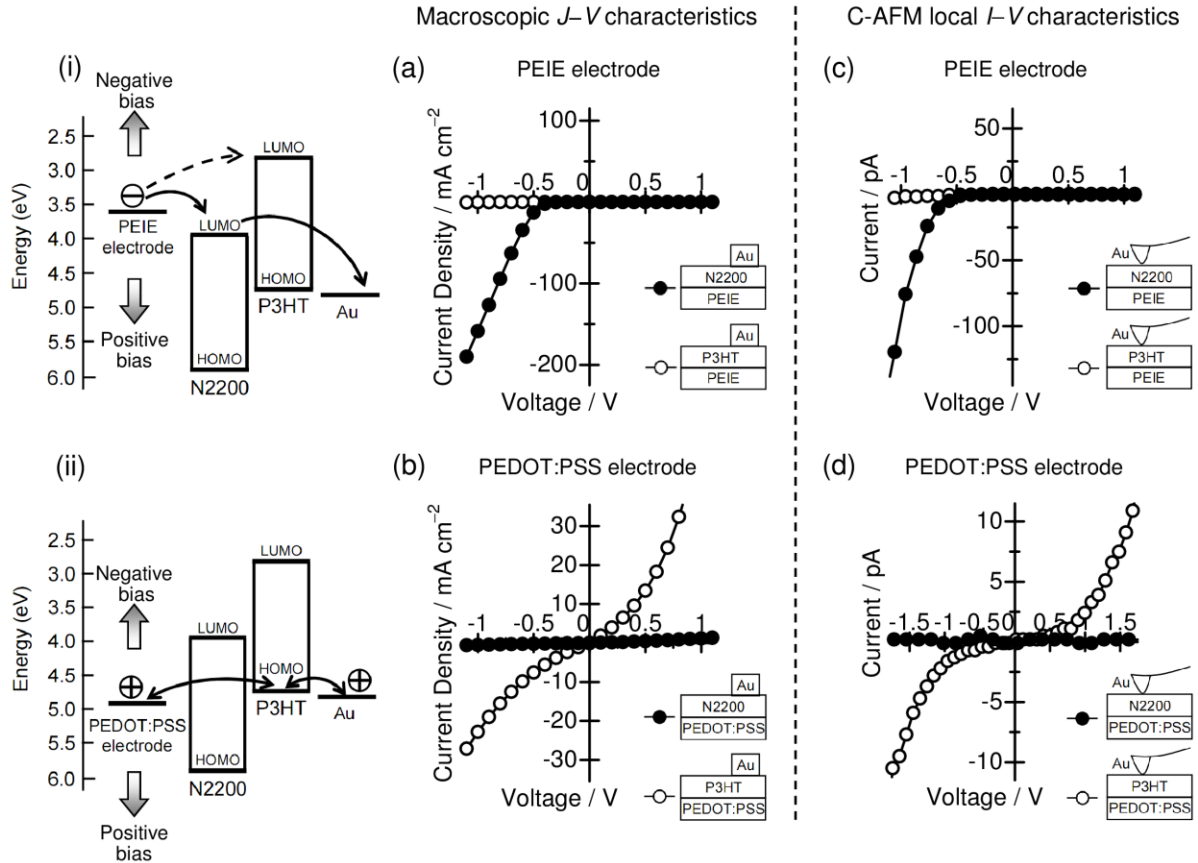 Macroscopic J–V characteristics
C-AFM local I–V characteristics
(i)
Negative
bias
2.5
3.0
3.5
4.0
4.5
5.0
5.5
6.0
Energy (eV)
PEIE
electrode
Positive
bias
LUMO
HOMO
N2200
LUMO
HOMO
P3HT
Au
(a)
PEIE electrode
100
-1
-0.5
0
0.5
1
-100
-200
Current Density / mA cm⁻²
Voltage / V
Au
N2200
PEIE
Au
P3HT
PEIE
(c)
PEIE electrode
50
-1
-0.5
0
0.5
1
-50
-100
Current / pA
Voltage / V
Au
N2200
PEIE
Au
P3HT
PEIE
(ii)
2.5
3.0
3.5
4.0
4.5
5.0
5.5
6.0
Energy (eV)
Negative
bias
PEDOT:PSS
electrode
Positive
bias
LUMO
HOMO
N2200
LUMO
HOMO
P3HT
Au
(b)
PEDOT:PSS electrode
30
20
10
-1
-0.5
0
0.5
1
-10
-20
-30
Current Density / mA cm⁻²
Voltage / V
Au
N2200
PEDOT:PSS
Au
P3HT
PEDOT:PSS
(d)
PEDOT:PSS electrode
10
5
-1.5
-1
-0.5
0
0.5
1
1.5
-5
-10
Current / pA
Voltage / V
Au
N2200
PEDOT:PSS
Au
P3HT
PEDOT:PSS